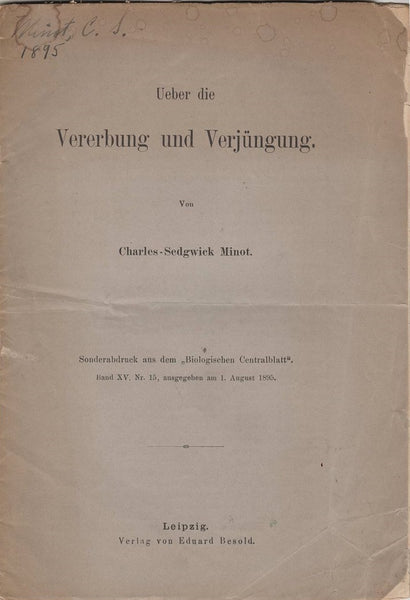 Minot, C. S.
1895
Ueber die
Vererbung und Verjüngung.
Von
Charles-Sedgwick Minot.
Sonderabdruck aus dem „Biologischen Centralblatt“.
Band XV, Nr. 15, ausgegeben am 1. August 1895.
Leipzig.
Verlag von Eduard Besold.